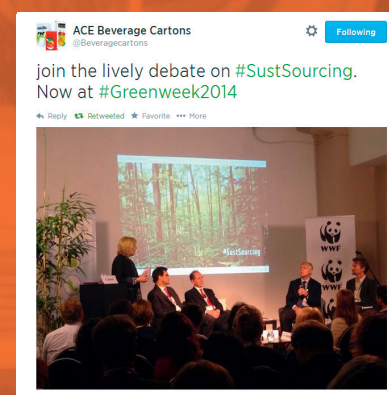 ACE Beverage Cartons
@Beveragecartons
Following
join the lively debate on #SustSourcing.
Now at #Greenweek2014
Reply Retweeted Favorite More
#SustSourcing
WWF
WWF